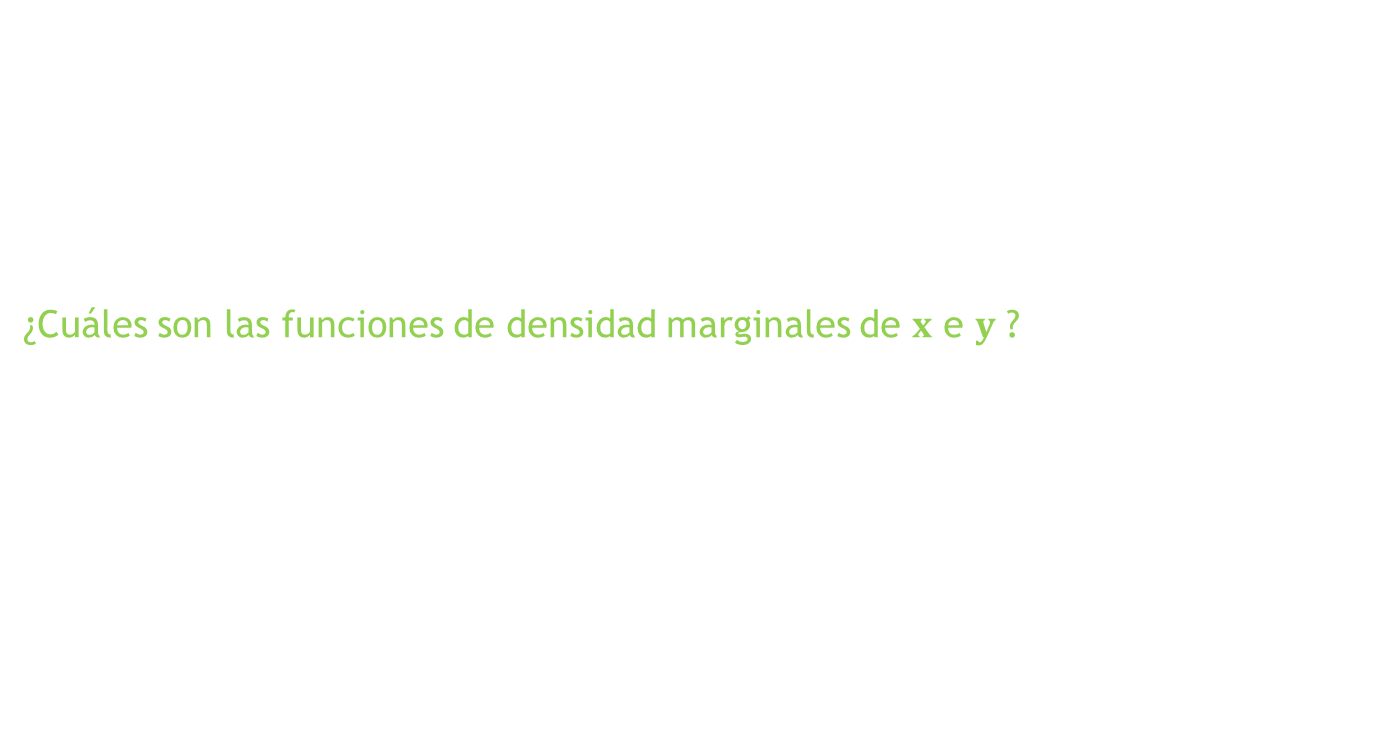 ¿Cuáles son las funciones de densidad marginales de x e y ?